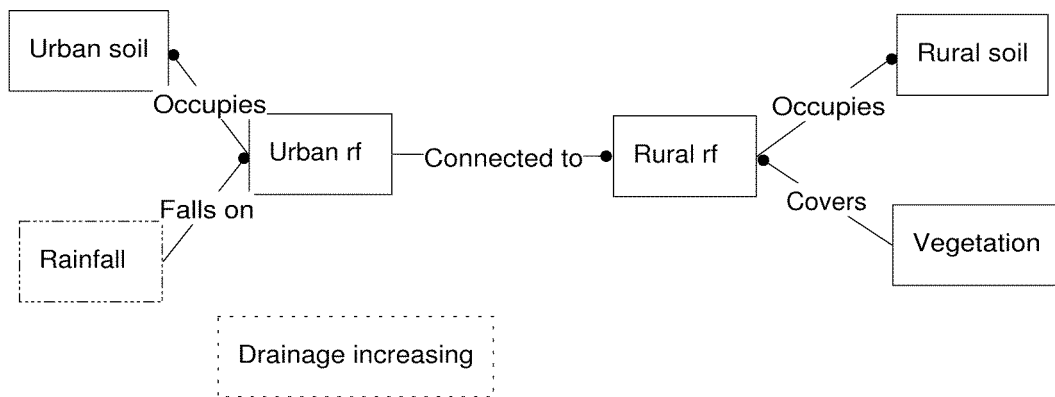 Urban soil
Rural soil
Occupies
Occupies
Urban rf
Connected to
Rural rf
Falls on
Covers
Rainfall
Vegetation
Drainage increasing